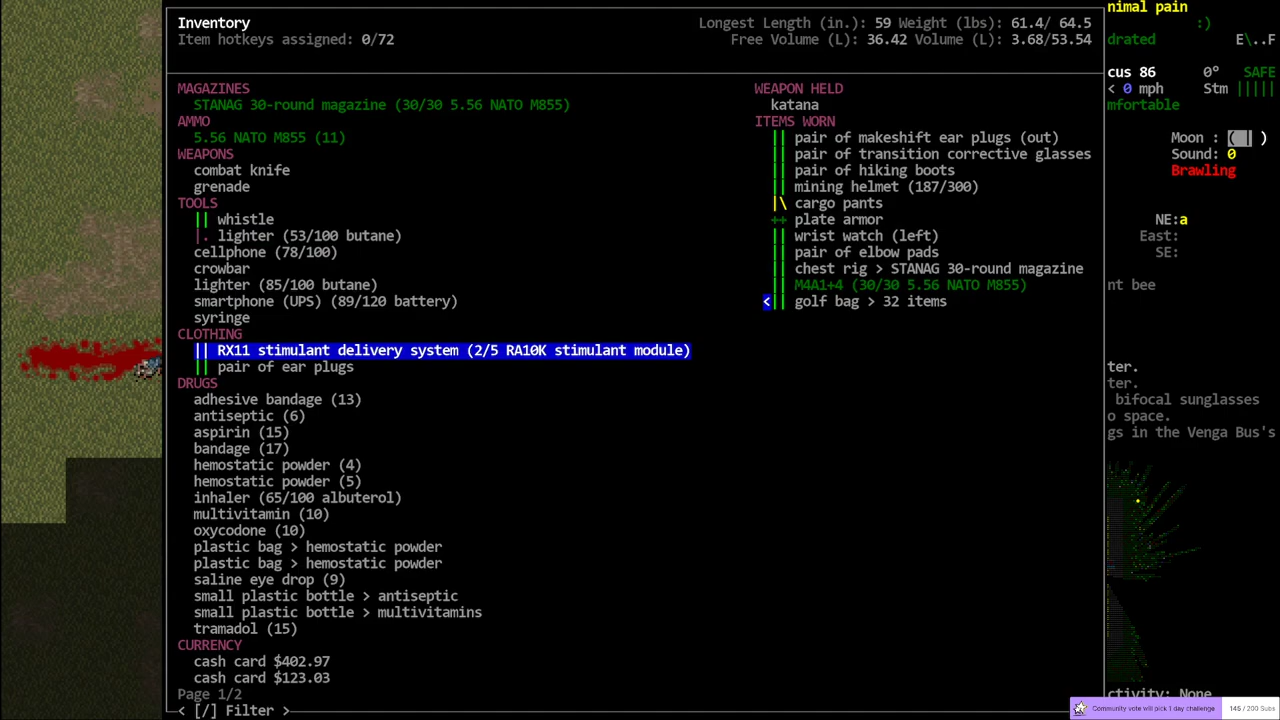 Inventory
Longest Length (in.): 59 Weight (lbs): 61.4/ 64.5
Item hotkeys assigned: 0/72
Free Volume (L): 36.42 Volume (L): 3.68/53.54
MAGAZINES
STANAG 30-round magazine (30/30 5.56 NATO M855)
AMMO
5.56 NATO M855 (11)
WEAPONS
combat knife
grenade
TOOLS
|| whistle
|. lighter (53/100 butane)
cellphone (78/100)
crowbar
lighter (85/100 butane)
smartphone (UPS) (89/120 battery)
syringe
CLOTHING
|| RX11 stimulant delivery system (2/5 RA10K stimulant module)
|| pair of ear plugs
DRUGS
adhesive bandage (13)
antiseptic (6)
aspirin (15)
bandage (17)
hemostatic powder (4)
hemostatic powder (5)
inhaler (65/100 albuterol)
multivitamin (10)
oxycodone (10)
plastic bag > hemostatic powder
plastic bag > hemostatic powder
saline eye drop (9)
small plastic bottle > antiseptic
small plastic bottle > multivitamins
tramadol (15)
CURRENCY
cash card $402.97
cash card $123.03
Page 1/2
< [/] Filter >
WEAPON HELD
katana
ITEMS WORN
|| pair of makeshift ear plugs (out)
|| pair of transition corrective glasses
|| pair of hiking boots
|| mining helmet (187/300)
|\ cargo pants
++ plate armor
|| wrist watch (left)
|| pair of elbow pads
|| chest rig > STANAG 30-round magazine
|| M4A1+4 (30/30 5.56 NATO M855)
< || golf bag > 32 items
nimal pain
:)
drated E\..F
cus 86 0° SAFE
< 0 mph Stm |||||
mfortable
Moon : ( )
Sound: 0
Brawling
NE:a
East:
SE:
nt bee
ter.
ter.
bifocal sunglasses
o space.
gs in the Venga Bus's
ctivity: None
Community vote will pick 1 day challenge 145 / 200 Subs